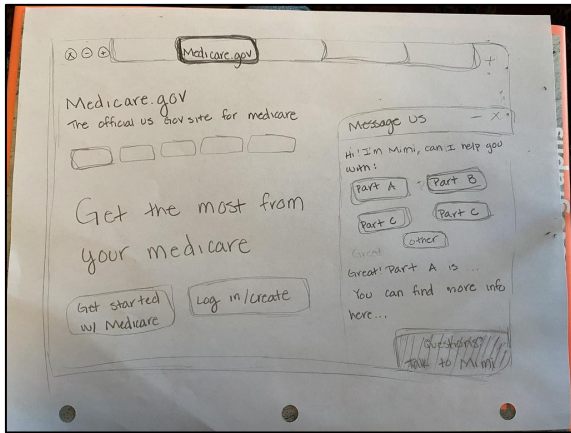 Medicare.gov
Medicare.gov
The official US Gov site for medicare
Get the most from
your medicare
Get started
w/ Medicare
Log in/create
Message us
Hi! I'm Mimi, can I help you
with:
Part A
Part B
Part C
Part C
other
Great
Great! Part A is ...
You can find more info
here...
Questions?
Talk to Mimi